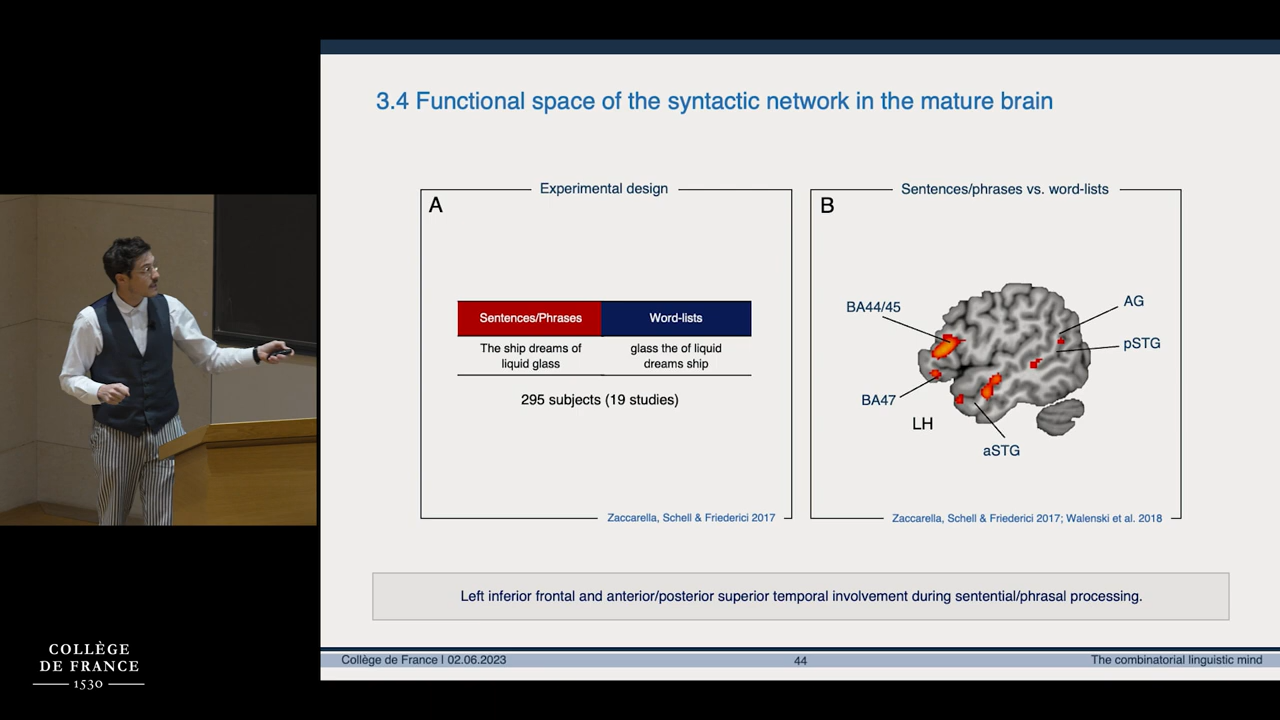 3.4 Functional space of the syntactic network in the mature brain
Experimental design
A
Sentences/Phrases
Word-lists
The ship dreams of
liquid glass
glass the of liquid
dreams ship
295 subjects (19 studies)
Zaccarella, Schell & Friederici 2017
Sentences/phrases vs. word-lists
B
BA44/45
AG
pSTG
BA47
LH
aSTG
Zaccarella, Schell & Friederici 2017; Walenski et al. 2018
Left inferior frontal and anterior/posterior superior temporal involvement during sentential/phrasal processing.
Collège de France I 02.06.2023
44
The combinatorial linguistic mind
COLLÈGE
DE FRANCE
1530